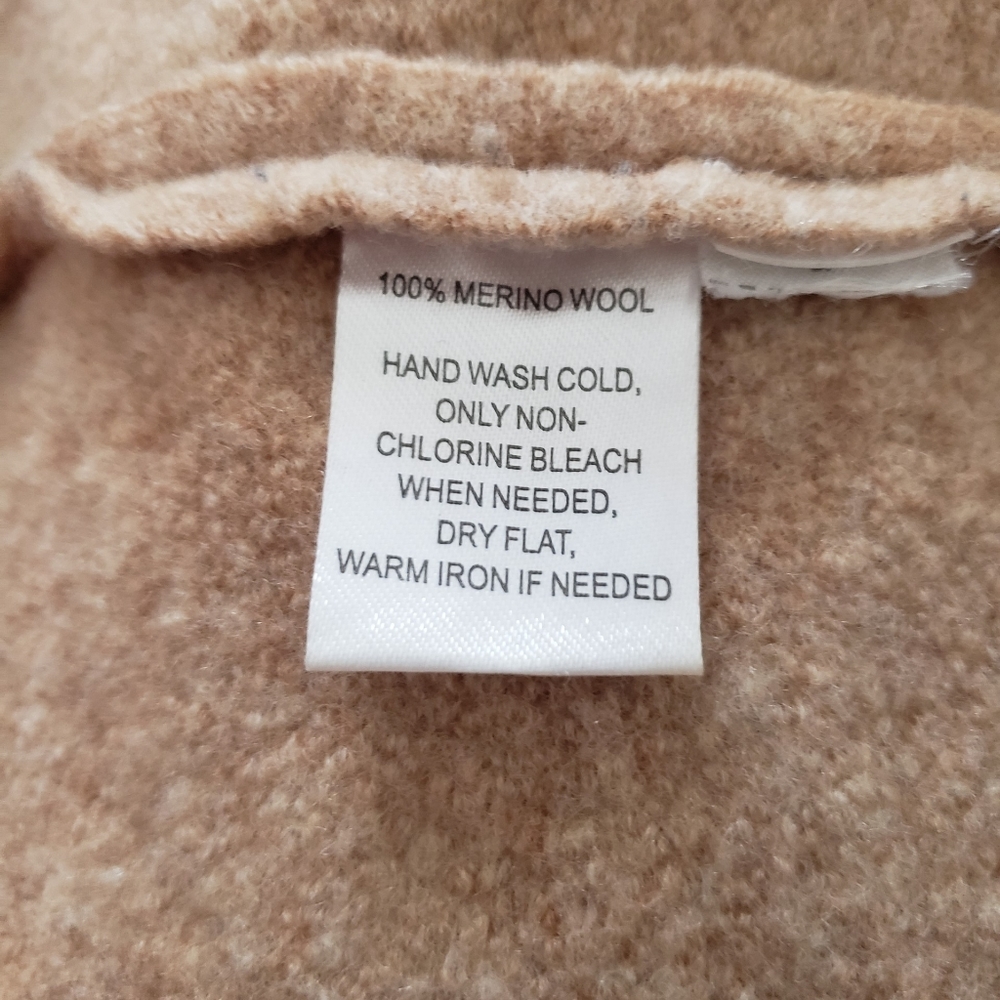 100% MERINO WOOL
HAND WASH COLD,
ONLY NON-
CHLORINE BLEACH
WHEN NEEDED,
DRY FLAT,
WARM IRON IF NEEDED